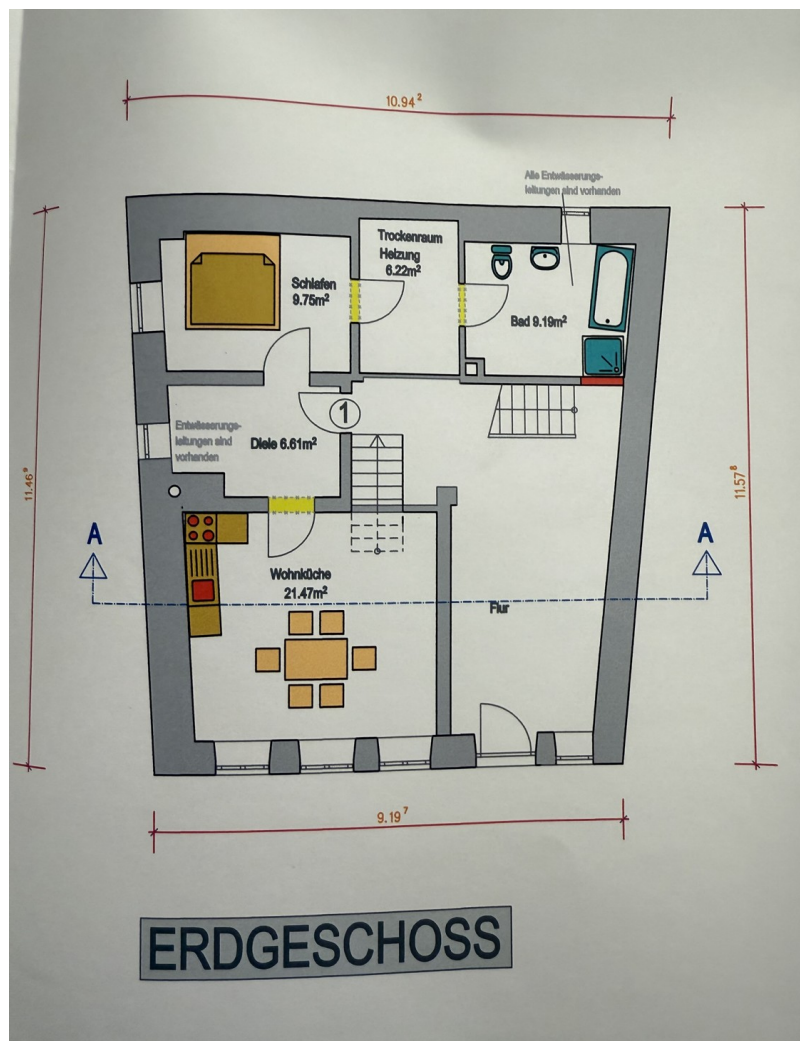 10.94²
Alle Entwässerungs-
leitungen sind vorhanden
Trockenraum
Heizung
6.22m²
Schlafen
9.75m²
Bad 9.19m²
1
Entwässerungs-
leitungen sind
vorhanden
Diele 6.61m²
11.46⁹
11.57⁸
A
A
Wohnküche
21.47m²
Flur
9.19⁷
ERDGESCHOSS